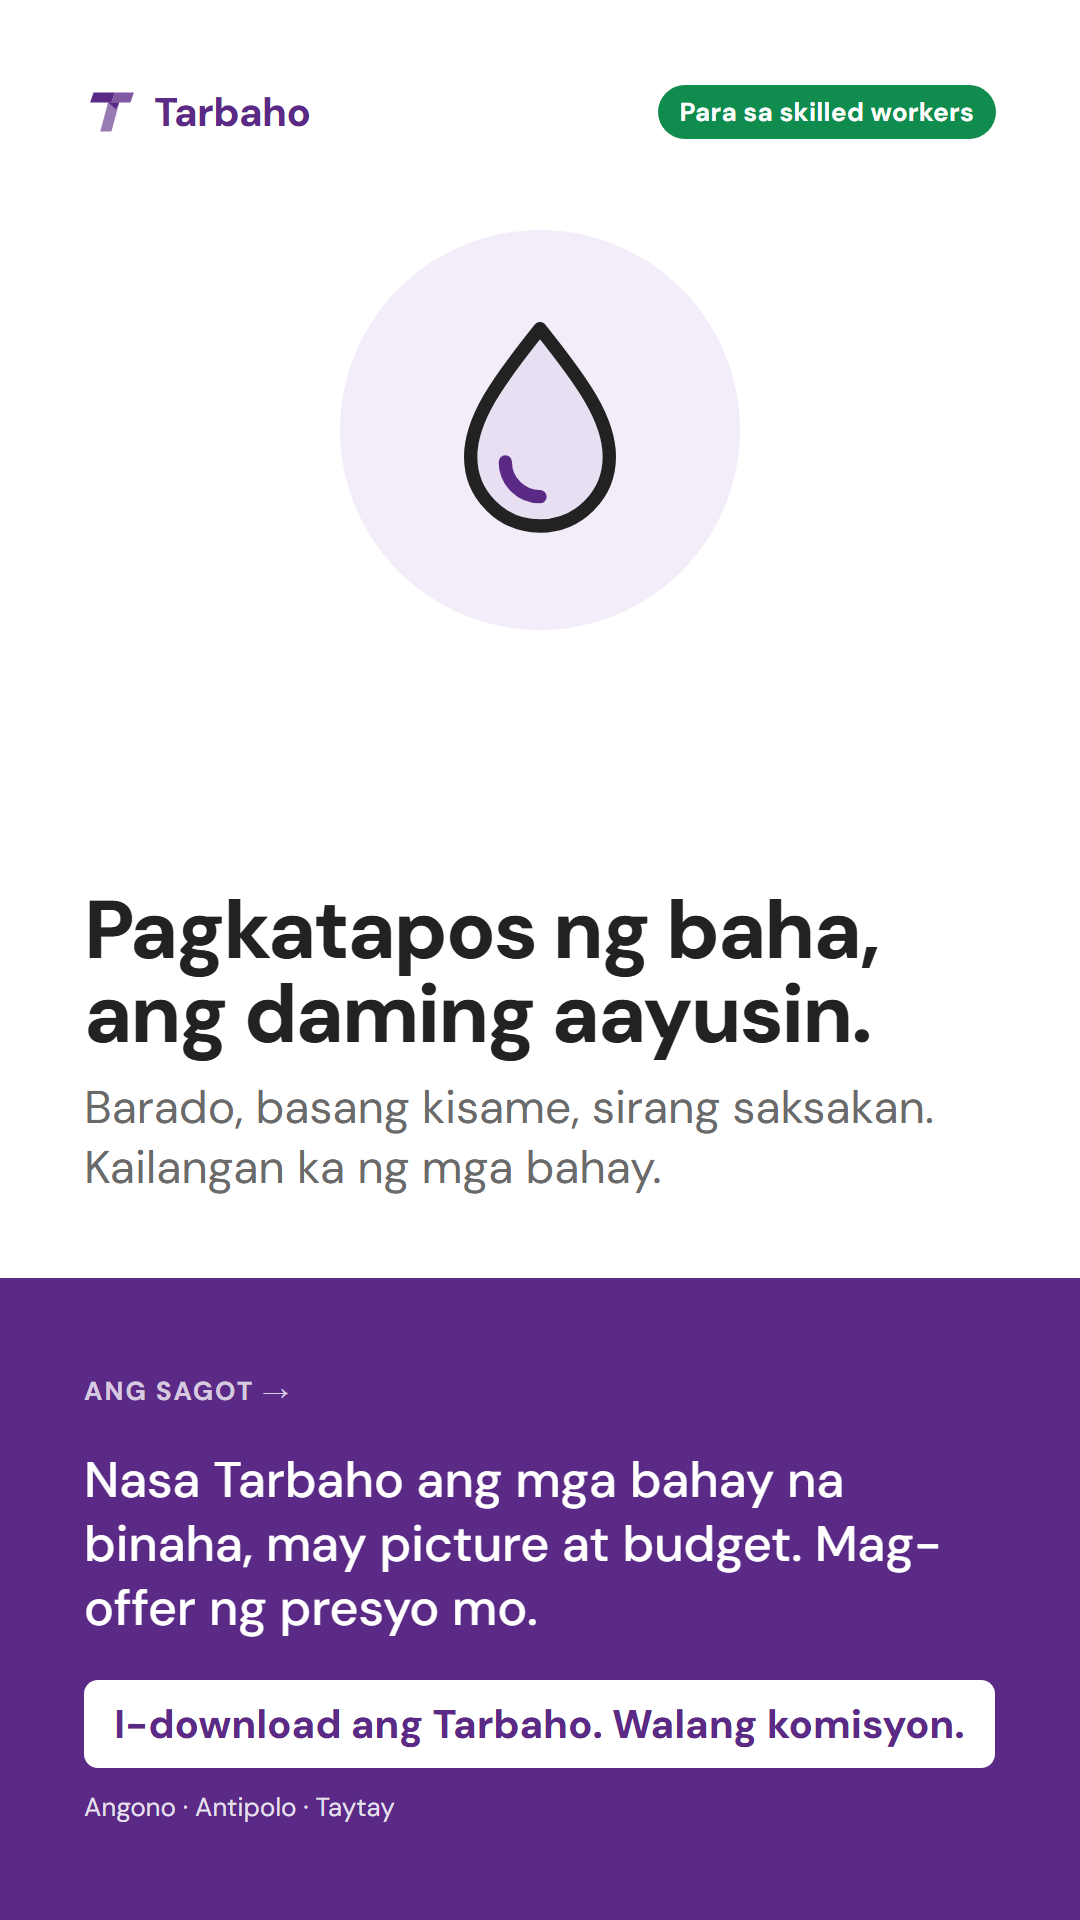 Tarbaho
Para sa skilled workers
Pagkatapos ng baha,
ang daming aayusin.
Barado, basang kisame, sirang saksakan.
Kailangan ka ng mga bahay.
ANG SAGOT →
Nasa Tarbaho ang mga bahay na
binaha, may picture at budget. Mag-
offer ng presyo mo.
I-download ang Tarbaho. Walang komisyon.
Angono · Antipolo · Taytay